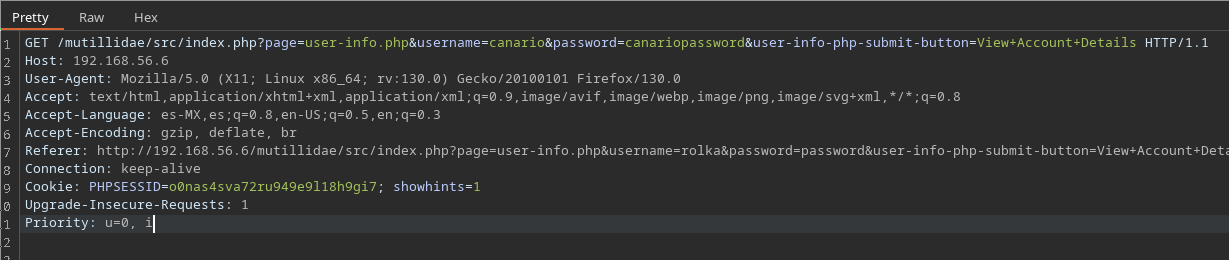 Pretty Raw Hex
1 GET /mutillidae/src/index.php?page=user-info.php&username=canario&password=canariopassword&user-info-php-submit-button=View+Account+Details HTTP/1.1
2 Host: 192.168.56.6
3 User-Agent: Mozilla/5.0 (X11; Linux x86_64; rv:130.0) Gecko/20100101 Firefox/130.0
4 Accept: text/html,application/xhtml+xml,application/xml;q=0.9,image/avif,image/webp,image/png,image/svg+xml,*/*;q=0.8
5 Accept-Language: es-MX,es;q=0.8,en-US;q=0.5,en;q=0.3
6 Accept-Encoding: gzip, deflate, br
7 Referer: http://192.168.56.6/mutillidae/src/index.php?page=user-info.php&username=rolka&password=password&user-info-php-submit-button=View+Account+Deta
8 Connection: keep-alive
9 Cookie: PHPSESSID=o0nas4sva72ru949e9l18h9gi7; showhints=1
0 Upgrade-Insecure-Requests: 1
1 Priority: u=0, i
2